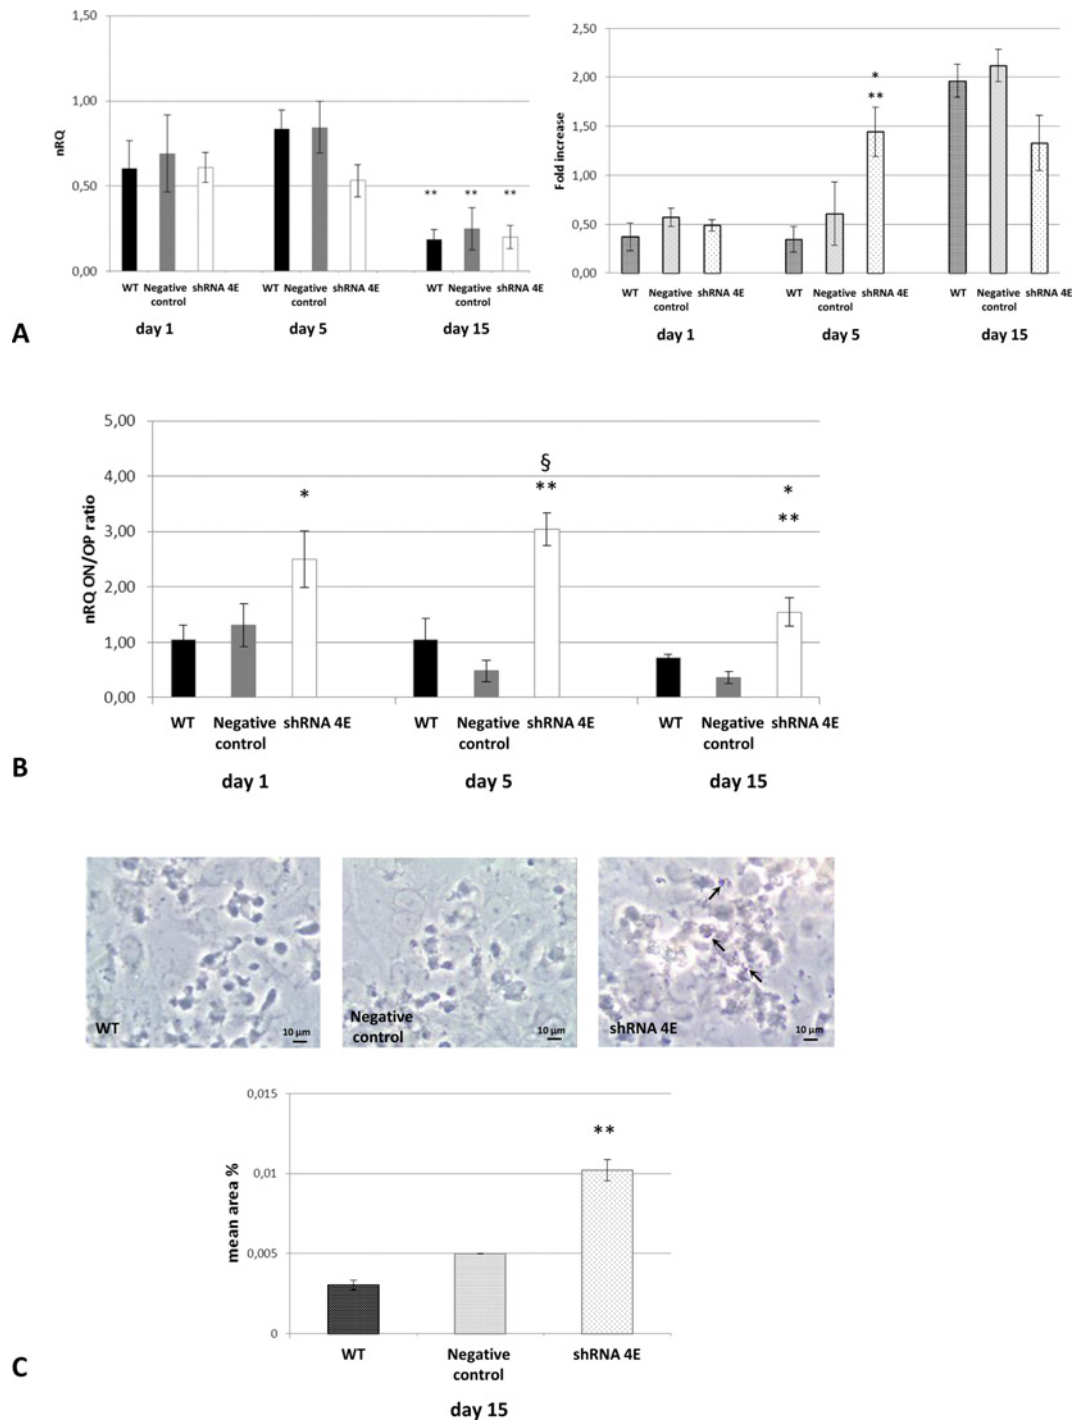 1,50
1,00
0,50
0,00
nRQ
** ** **
WT Negative control shRNA 4E
WT Negative control shRNA 4E
WT Negative control shRNA 4E
day 1 day 5 day 15
2,50
2,00
1,50
1,00
0,50
0,00
Fold increase
*
**
WT Negative control shRNA 4E
WT Negative control shRNA 4E
WT Negative control shRNA 4E
day 1 day 5 day 15
A
5,00
4,00
3,00
2,00
1,00
0,00
nRQ ON/OP ratio
*
§
**
*
**
WT Negative control shRNA 4E
WT Negative control shRNA 4E
WT Negative control shRNA 4E
day 1 day 5 day 15
B
WT 10 µm
Negative control 10 µm
shRNA 4E 10 µm
0,015
0,01
0,005
0
mean area %
**
WT Negative control shRNA 4E
day 15
C